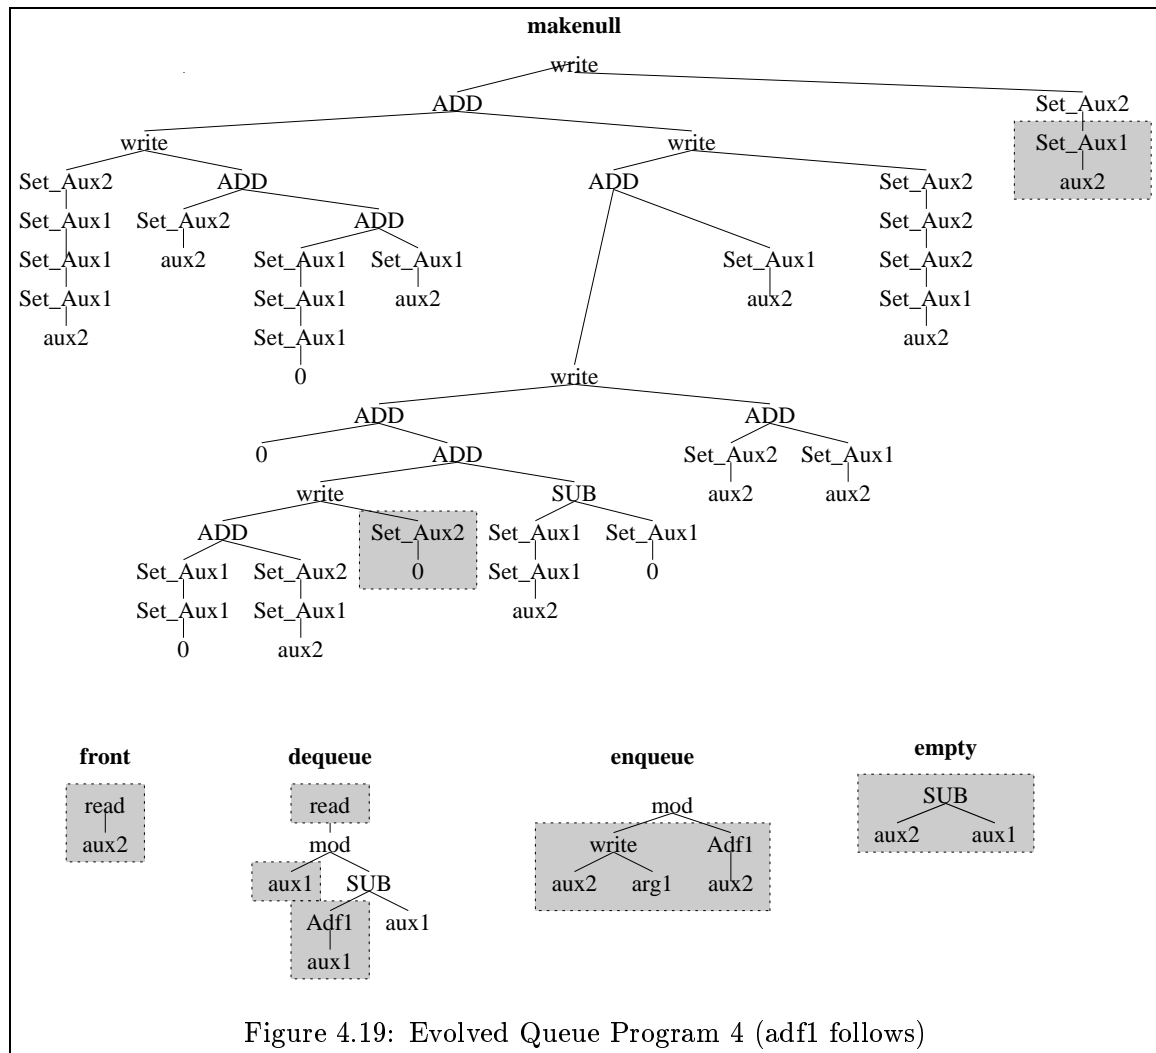 makenull
write
ADD Set_Aux2
write write Set_Aux1
Set_Aux2 ADD ADD Set_Aux2 aux2
Set_Aux1 Set_Aux2 ADD Set_Aux2
Set_Aux1 aux2 Set_Aux1 Set_Aux1 Set_Aux1 Set_Aux2
Set_Aux1 Set_Aux1 aux2 aux2 Set_Aux1
aux2 Set_Aux1 aux2
0 write
ADD ADD
0 ADD Set_Aux2 Set_Aux1
write SUB aux2 aux2
ADD Set_Aux2 Set_Aux1 Set_Aux1
Set_Aux1 Set_Aux2 0 Set_Aux1 0
Set_Aux1 Set_Aux1 aux2
0 aux2
front dequeue enqueue empty
read read mod SUB
aux2 mod write Adf1 aux2 aux1
aux1 SUB aux2 arg1 aux2
Adf1 aux1
aux1
Figure 4.19: Evolved Queue Program 4 (adf1 follows)